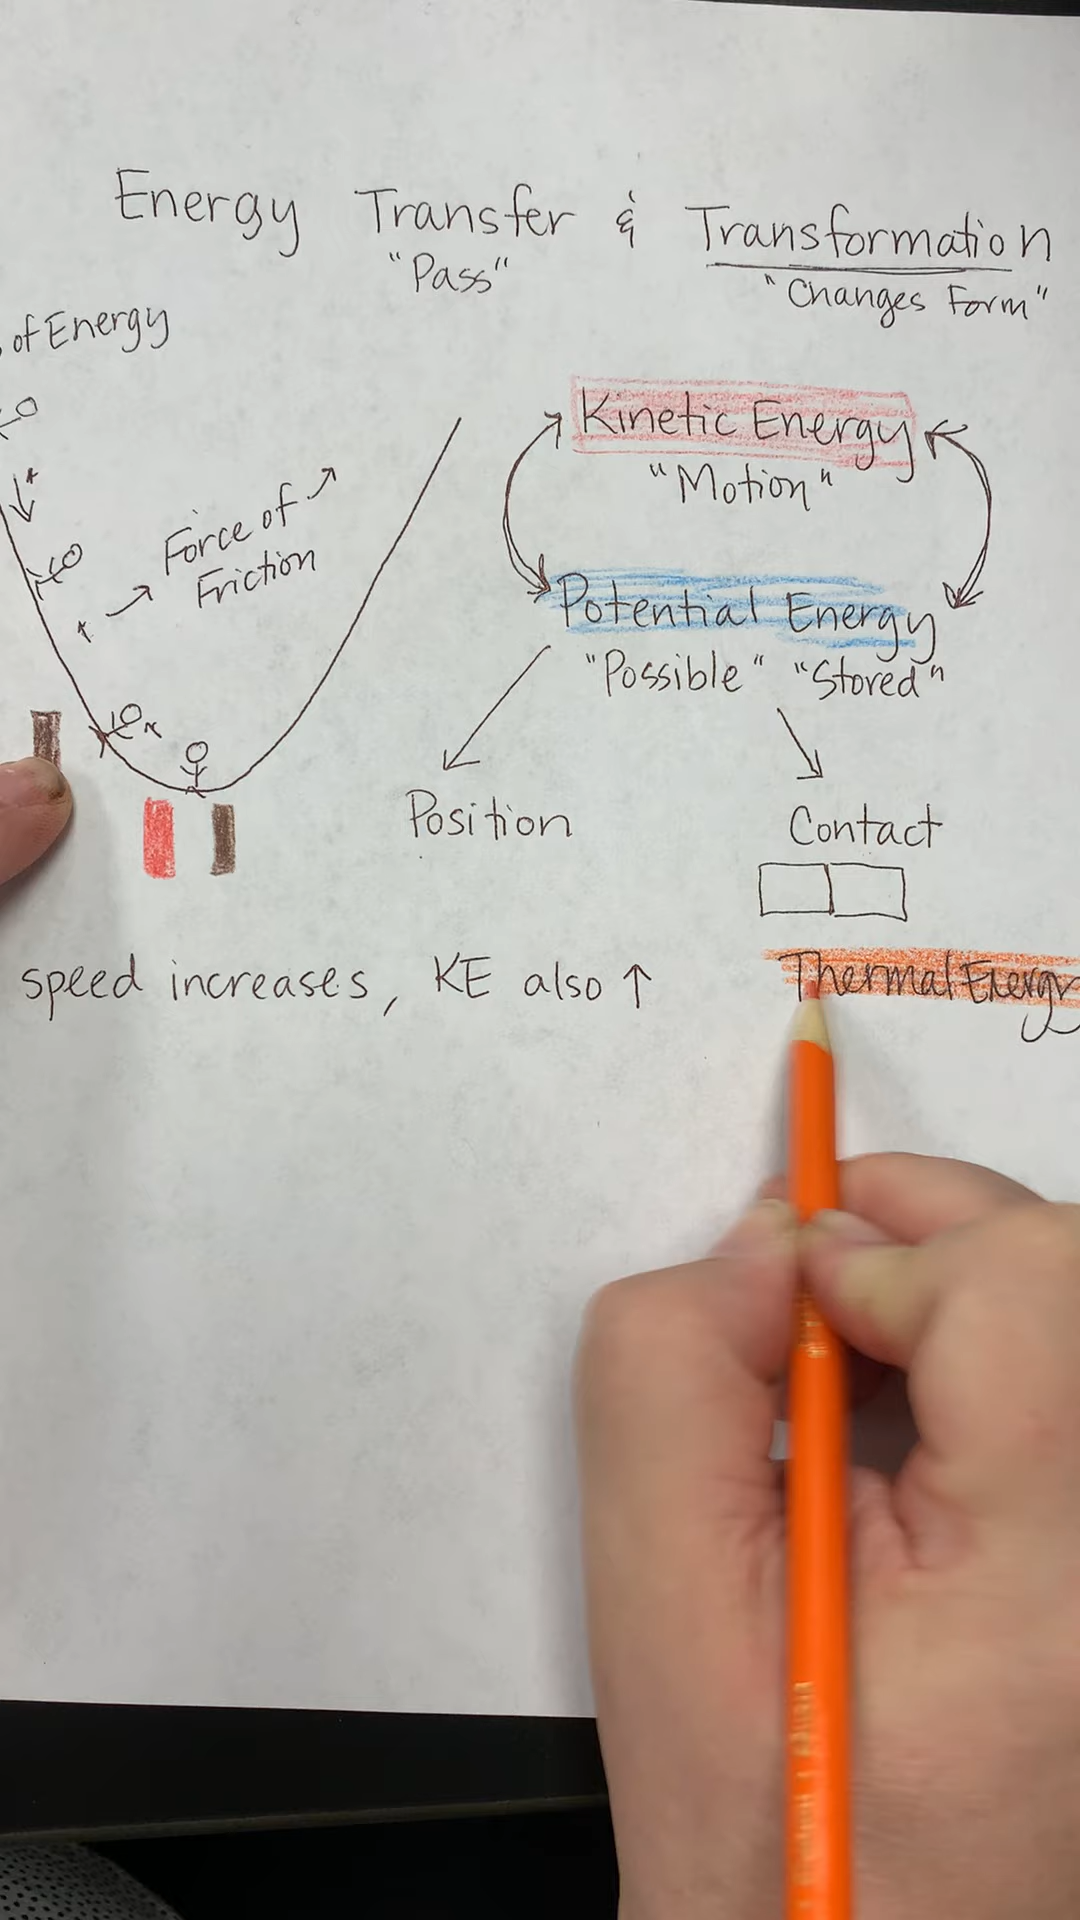 Energy Transfer & Transformation
"Pass"
"Changes Form"
of Energy
Kinetic Energy
"Motion"
Force of
Friction
Potential Energy
"Possible" "Stored"
Position
Contact
speed increases, KE also ↑
Thermal Energy